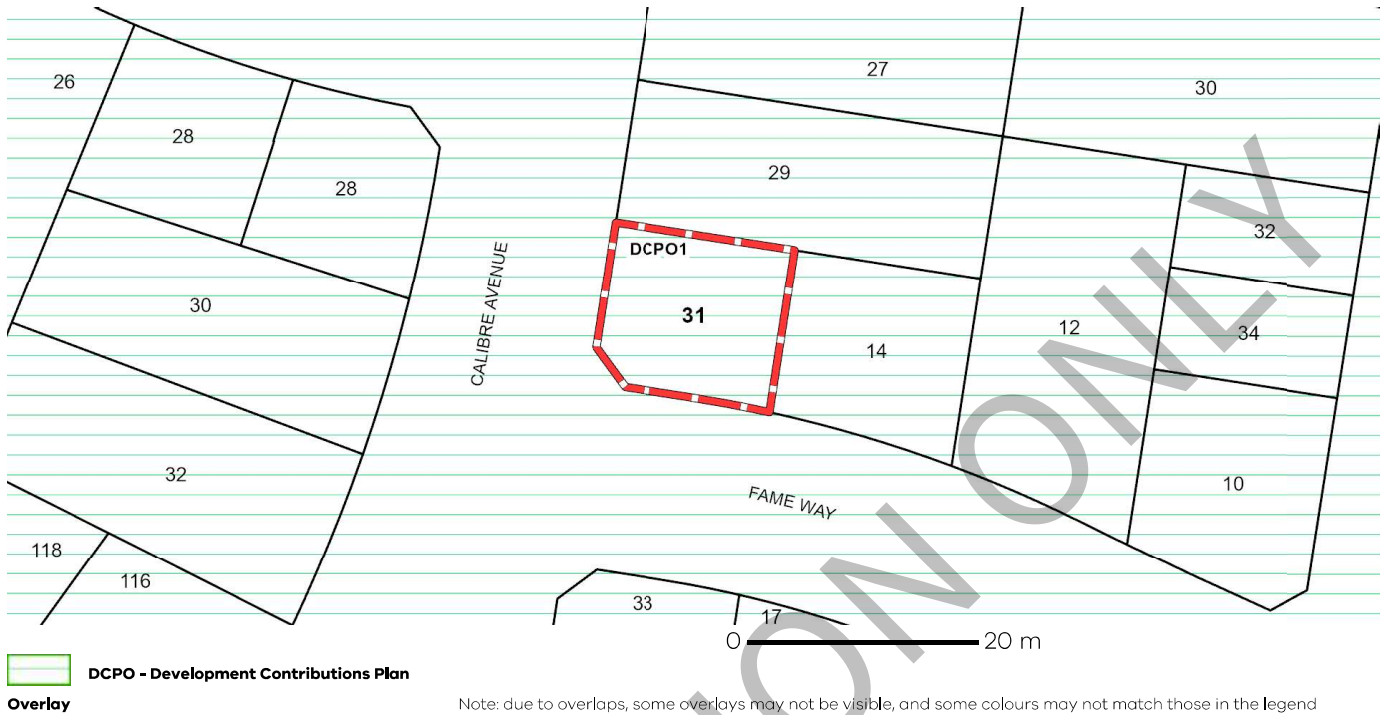 27
30
26
28
28
29
32
DCPO1
CALIBRE AVENUE
30
31
12
34
14
32
10
FAME WAY
118
116
33
17
0 20 m
DCPO - Development Contributions Plan
Overlay
Note: due to overlaps, some overlays may not be visible, and some colours may not match those in the legend
ON ONLY